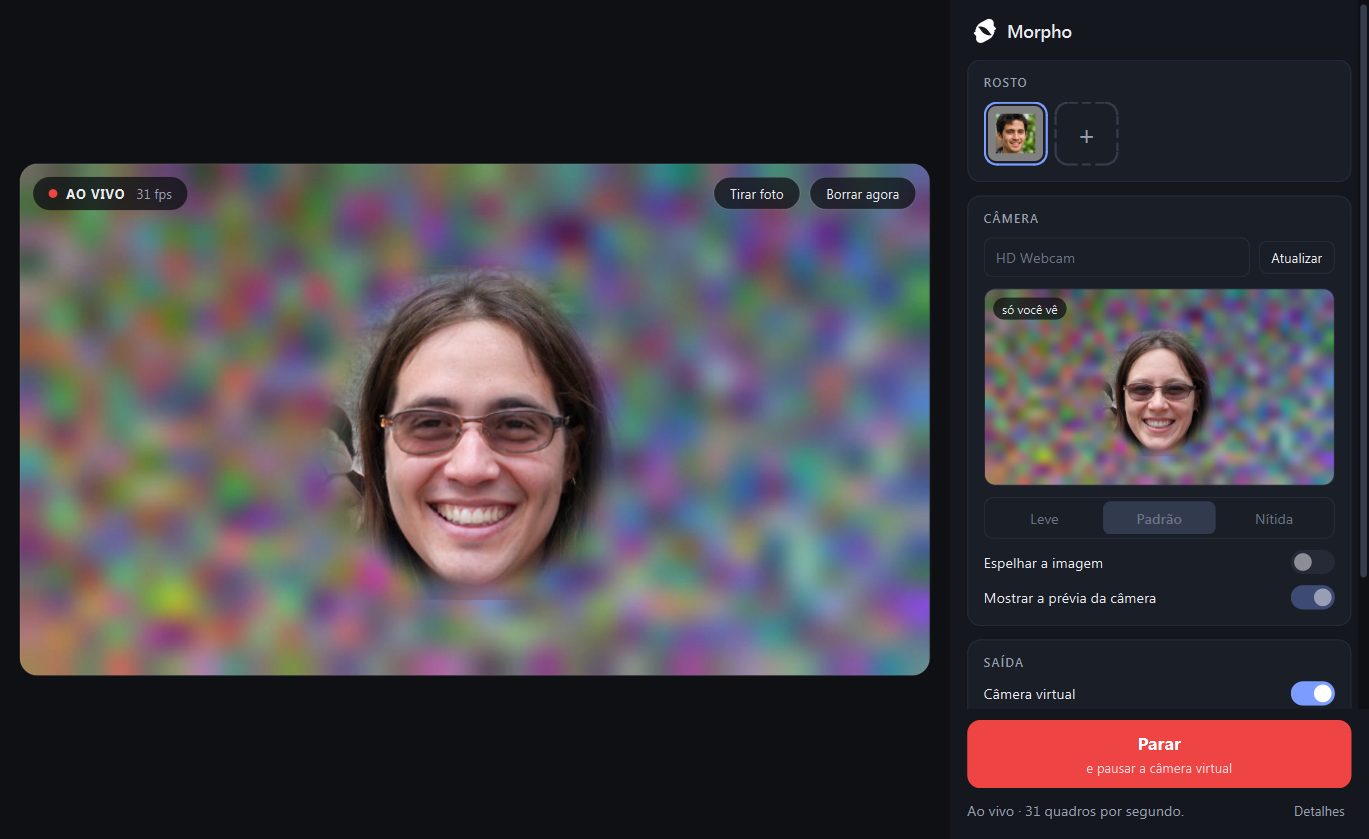 AO VIVO 31 fps
Tirar foto
Borrar agora
Morpho
ROSTO
+
CÂMERA
HD Webcam
Atualizar
só você vê
Leve
Padrão
Nítida
Espelhar a imagem
Mostrar a prévia da câmera
SAÍDA
Câmera virtual
Parar
e pausar a câmera virtual
Ao vivo · 31 quadros por segundo.
Detalhes